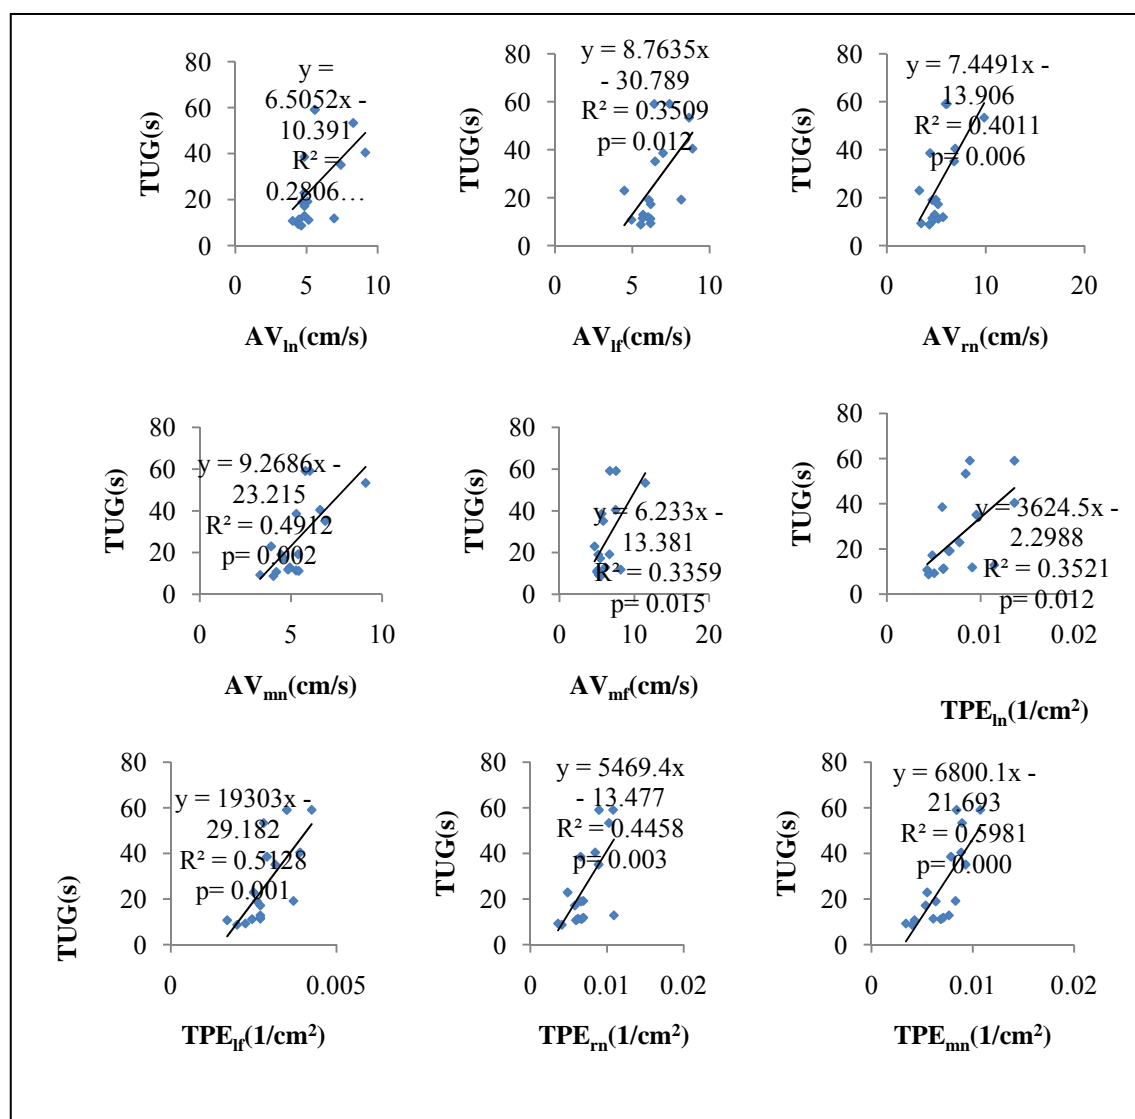 80
60
40
20
0
TUG(s)
y =
6.5052x -
10.391
R² =
0.2806…
0 5 10
AVln(cm/s)
80
60
40
20
0
TUG(s)
y = 8.7635x
- 30.789
R² = 0.3509
p= 0.012
0 5 10
AVlf(cm/s)
80
60
40
20
0
TUG(s)
y = 7.4491x -
13.906
R² = 0.4011
p= 0.006
0 10 20
AVrn(cm/s)
80
60
40
20
0
TUG(s)
y = 9.2686x -
23.215
R² = 0.4912
p= 0.002
0 5 10
AVmn(cm/s)
80
60
40
20
0
TUG(s)
y = 6.233x -
13.381
R² = 0.3359
p= 0.015
0 10 20
AVmf(cm/s)
80
60
40
20
0
TUG(s)
y = 3624.5x -
2.2988
R² = 0.3521
p= 0.012
0 0.01 0.02
TPEln(1/cm²)
80
60
40
20
0
TUG(s)
y = 19303x -
29.182
R² = 0.5128
p= 0.001
0 0.005
TPElf(1/cm²)
80
60
40
20
0
TUG(s)
y = 5469.4x
- 13.477
R² = 0.4458
p= 0.003
0 0.01 0.02
TPErn(1/cm²)
80
60
40
20
0
TUG(s)
y = 6800.1x -
21.693
R² = 0.5981
p= 0.000
0 0.01 0.02
TPEmn(1/cm²)